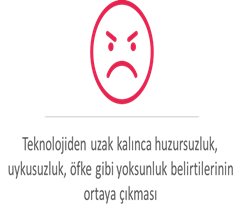 Teknolojiden uzak kalınca huzursuzluk,
uykusuzluk, öfke gibi yoksunluk belirtilerinin
ortaya çıkması